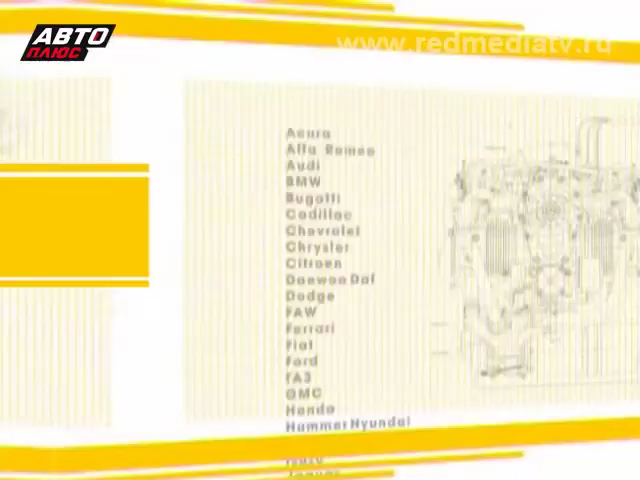 АВТО
ПЛЮС
www.redmediatv.ru
Acura
Alfa Romeo
Audi
BMW
Bugatti
Cadillac
Chevrolet
Chrysler
Citroen
Daewoo Daf
Dodge
FAW
Ferrari
Fiat
Ford
ГАЗ
GMC
Honda
Hummer Hyundai